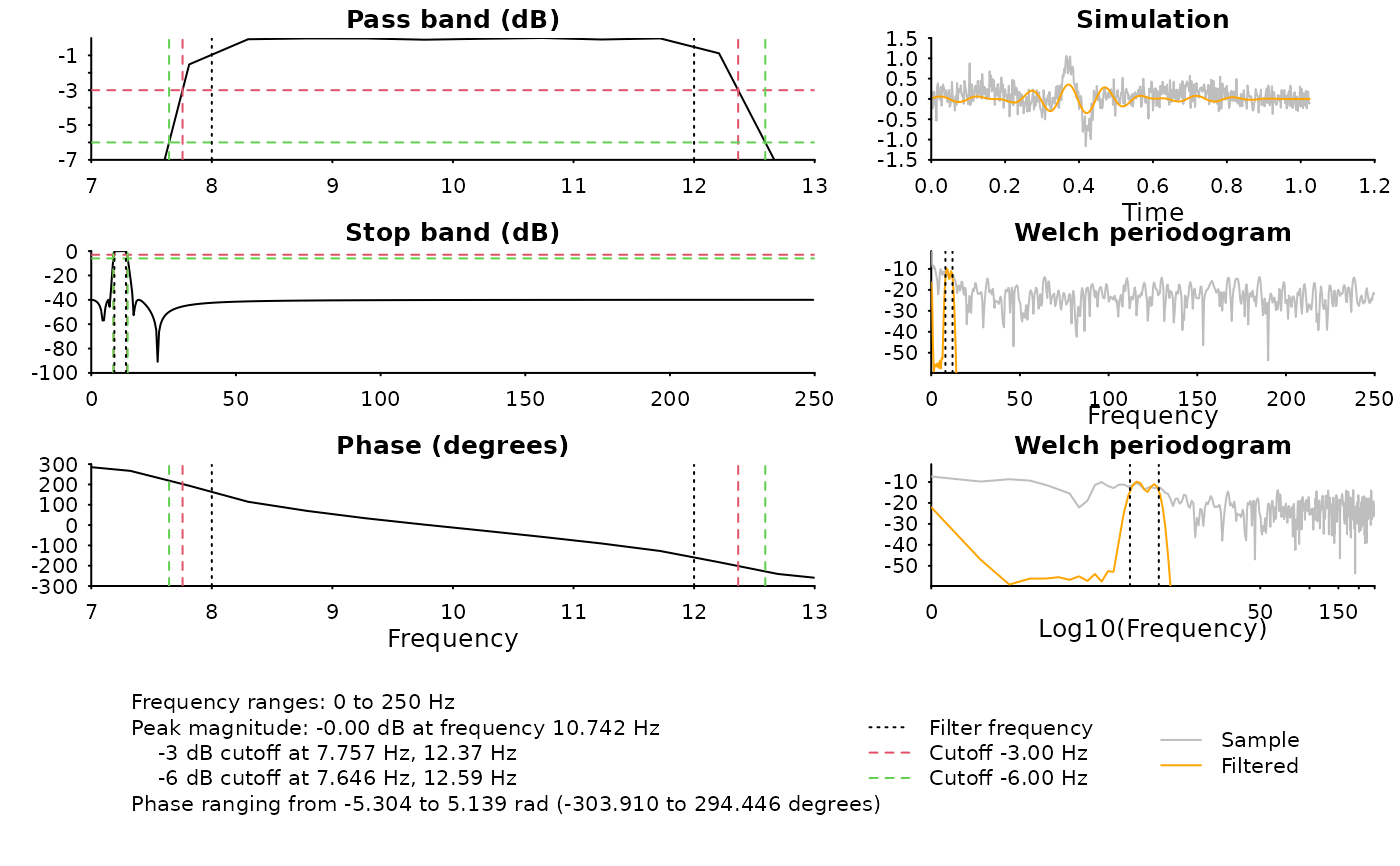 Pass band (dB)
-1
-3
-5
-7
7 8 9 10 11 12 13
Simulation
1.5
1.0
0.5
0.0
-0.5
-1.0
-1.5
0.0 0.2 0.4 0.6 0.8 1.0 1.2
Time
Stop band (dB)
0
-20
-40
-60
-80
-100
0 50 100 150 200 250
Welch periodogram
-10
-20
-30
-40
-50
0 50 100 150 200 250
Frequency
Phase (degrees)
300
200
100
0
-100
-200
-300
7 8 9 10 11 12 13
Frequency
Welch periodogram
-10
-20
-30
-40
-50
0 50 150
Log10(Frequency)
Frequency ranges: 0 to 250 Hz
Peak magnitude: -0.00 dB at frequency 10.742 Hz
-3 dB cutoff at 7.757 Hz, 12.37 Hz
-6 dB cutoff at 7.646 Hz, 12.59 Hz
Phase ranging from -5.304 to 5.139 rad (-303.910 to 294.446 degrees)
Filter frequency
Cutoff -3.00 Hz
Cutoff -6.00 Hz
Sample
Filtered